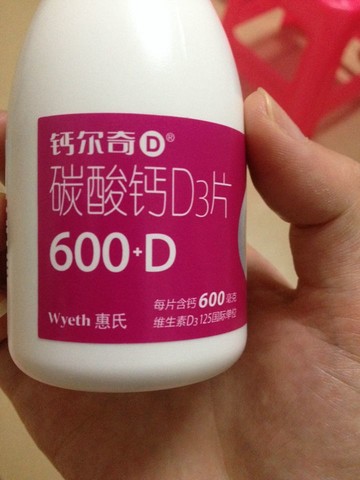 钙尔奇D®
碳酸钙D3片
600+D
Wyeth 惠氏
每片含钙600毫克
维生素D3 125国际单位